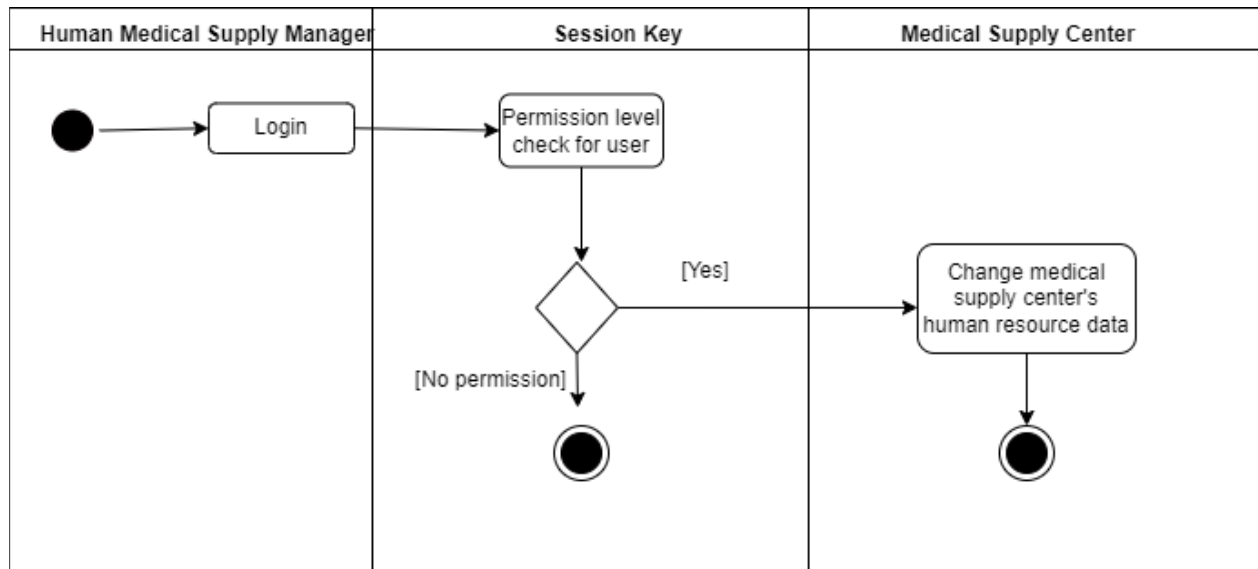 Human Medical Supply Manager
Session Key
Medical Supply Center
Login
Permission level
check for user
[Yes]
Change medical
supply center's
human resource data
[No permission]